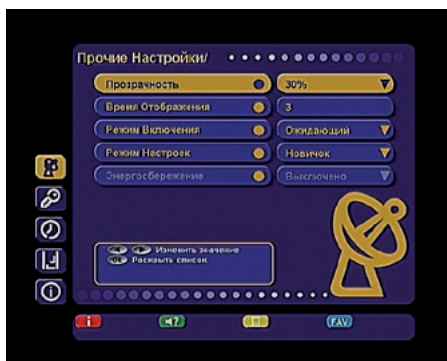 Прочие Настройки/
Прозрачность 30%
Время Отображения 3
Режим Включения Ожидающий
Режим Настроек Новичок
Энергосбережение Выключено
Изменить значение
OK Раскрыть список
i ? FAV